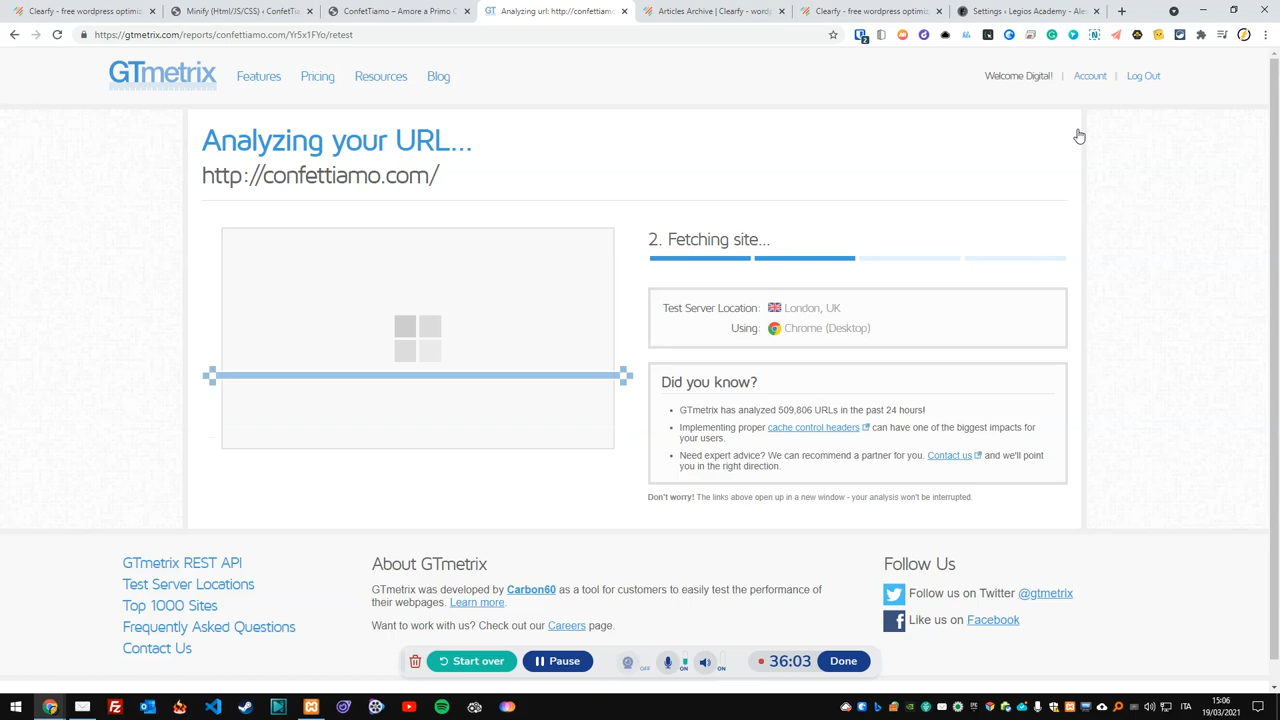 Clearfy - free wordpress optimiz
Minify (Html/JS/CSS) ‹ ConfettiA
ConfetTiamo – Amore a Primo C
Analyzing url: http://confettiamo
Articles Archive | Clearfy - wordp
Clearfy - free wordpress optimiz
Settings ‹ Legios Academy - Ale
https://gtmetrix.com/reports/confettiamo.com/Yr5x1FYo/retest
GTmetrix
Features
Pricing
Resources
Blog
Welcome Digital! | Account | Log Out
Analyzing your URL...
http://confettiamo.com/
2. Fetching site...
Test Server Location: London, UK
Using: Chrome (Desktop)
Did you know?
• GTmetrix has analyzed 509,806 URLs in the past 24 hours!
• Implementing proper cache control headers can have one of the biggest impacts for
your users.
• Need expert advice? We can recommend a partner for you. Contact us and we'll point
you in the right direction.
Don't worry! The links above open up in a new window - your analysis won't be interrupted.
GTmetrix REST API
Test Server Locations
Top 1000 Sites
Frequently Asked Questions
Contact Us
About GTmetrix
GTmetrix was developed by Carbon60 as a tool for customers to easily test the performance of
their webpages. Learn more.
Want to work with us? Check out our Careers page.
Follow Us
Follow us on Twitter @gtmetrix
Like us on Facebook
Start over
Pause
OFF
ON
ON
36:03
Done
ITA
15:06
19/03/2021